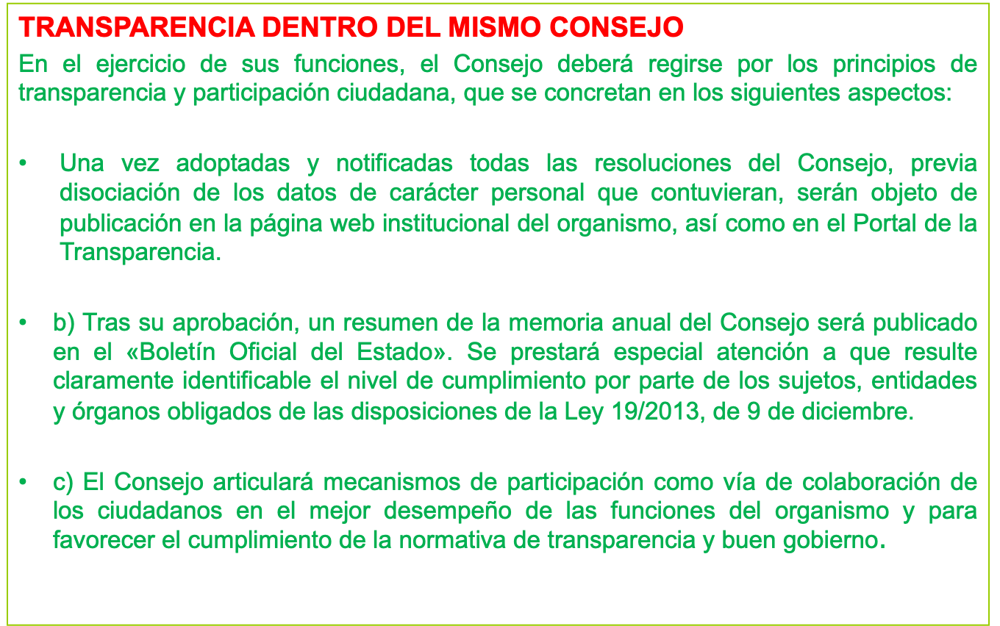 TRANSPARENCIA DENTRO DEL MISMO CONSEJO
En el ejercicio de sus funciones, el Consejo deberá regirse por los principios de
transparencia y participación ciudadana, que se concretan en los siguientes aspectos:
• Una vez adoptadas y notificadas todas las resoluciones del Consejo, previa
disociación de los datos de carácter personal que contuvieran, serán objeto de
publicación en la página web institucional del organismo, así como en el Portal de la
Transparencia.
• b) Tras su aprobación, un resumen de la memoria anual del Consejo será publicado
en el «Boletín Oficial del Estado». Se prestará especial atención a que resulte
claramente identificable el nivel de cumplimiento por parte de los sujetos, entidades
y órganos obligados de las disposiciones de la Ley 19/2013, de 9 de diciembre.
• c) El Consejo articulará mecanismos de participación como vía de colaboración de
los ciudadanos en el mejor desempeño de las funciones del organismo y para
favorecer el cumplimiento de la normativa de transparencia y buen gobierno.